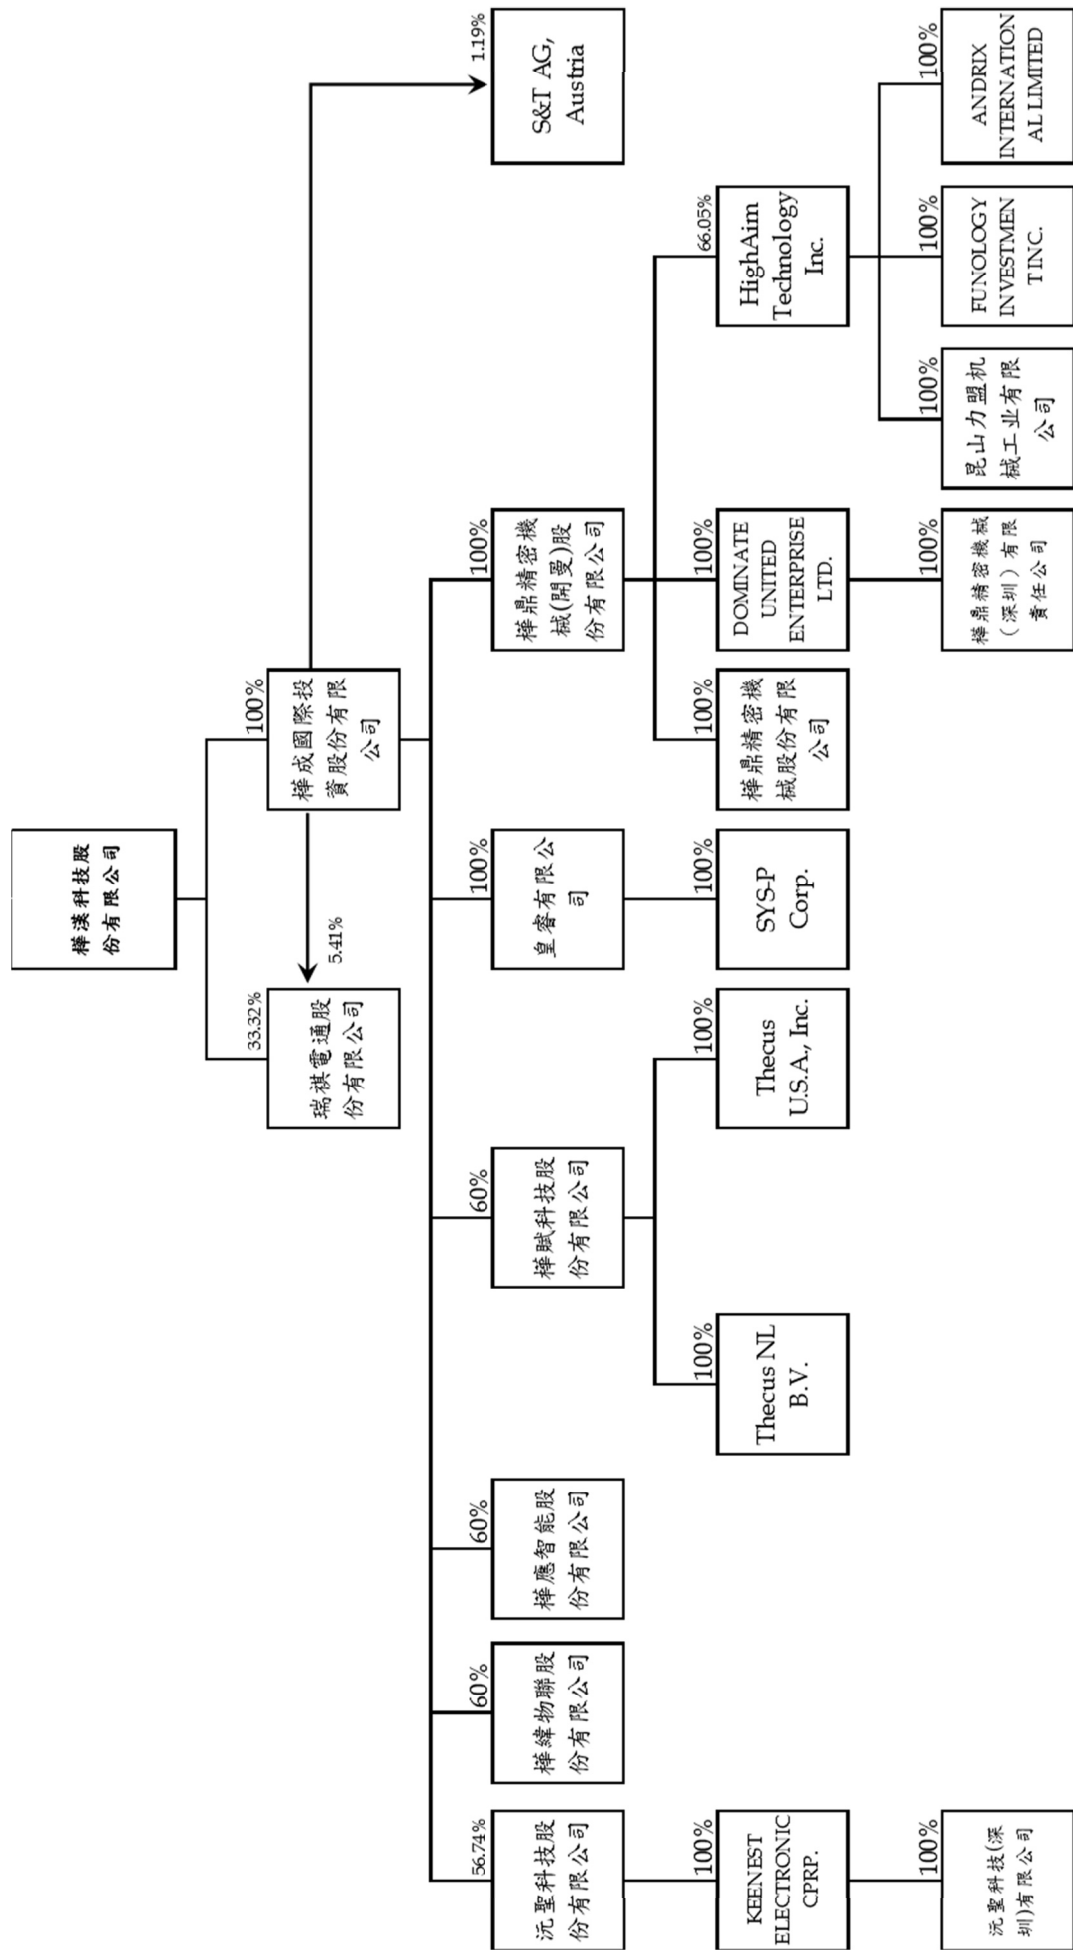 樺漢科技股
份有限公司
33.32%
瑞祺電通股
份有限公司
5.41%
100%
樺成國際投
資股份有限
公司
1.19%
S&T AG,
Austria
56.74%
沅聖科技股
份有限公司
60%
樺緯物聯股
份有限公司
60%
樺應智能股
份有限公司
60%
樺賦科技股
份有限公司
100%
皇睿有限公
司
100%
樺鼎精密機
械(開曼)股
份有限公司
100%
KEENEST
ELECTRONIC
CPRP.
100%
Thecus NL
B.V.
100%
Thecus
U.S.A., Inc.
100%
SYS-P
Corp.
100%
樺鼎精密機
械股份有限
公司
100%
DOMINATE
UNITED
ENTERPRISE
LTD.
66.05%
HighAim
Technology
Inc.
100%
沅聖科技(深
圳)有限公司
100%
樺鼎精密機械
（深圳）有限
責任公司
100%
昆山力盟机
械工业有限
公司
100%
FUNOLOGY
INVESTMEN
TINC.
100%
ANDRIX
INTERNATION
AL LIMITED